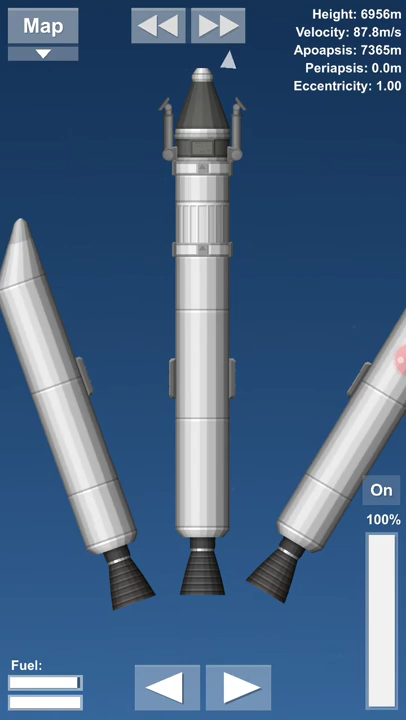 Map
Height: 6956m
Velocity: 87.8m/s
Apoapsis: 7365m
Periapsis: 0.0m
Eccentricity: 1.00
On
100%
Fuel: